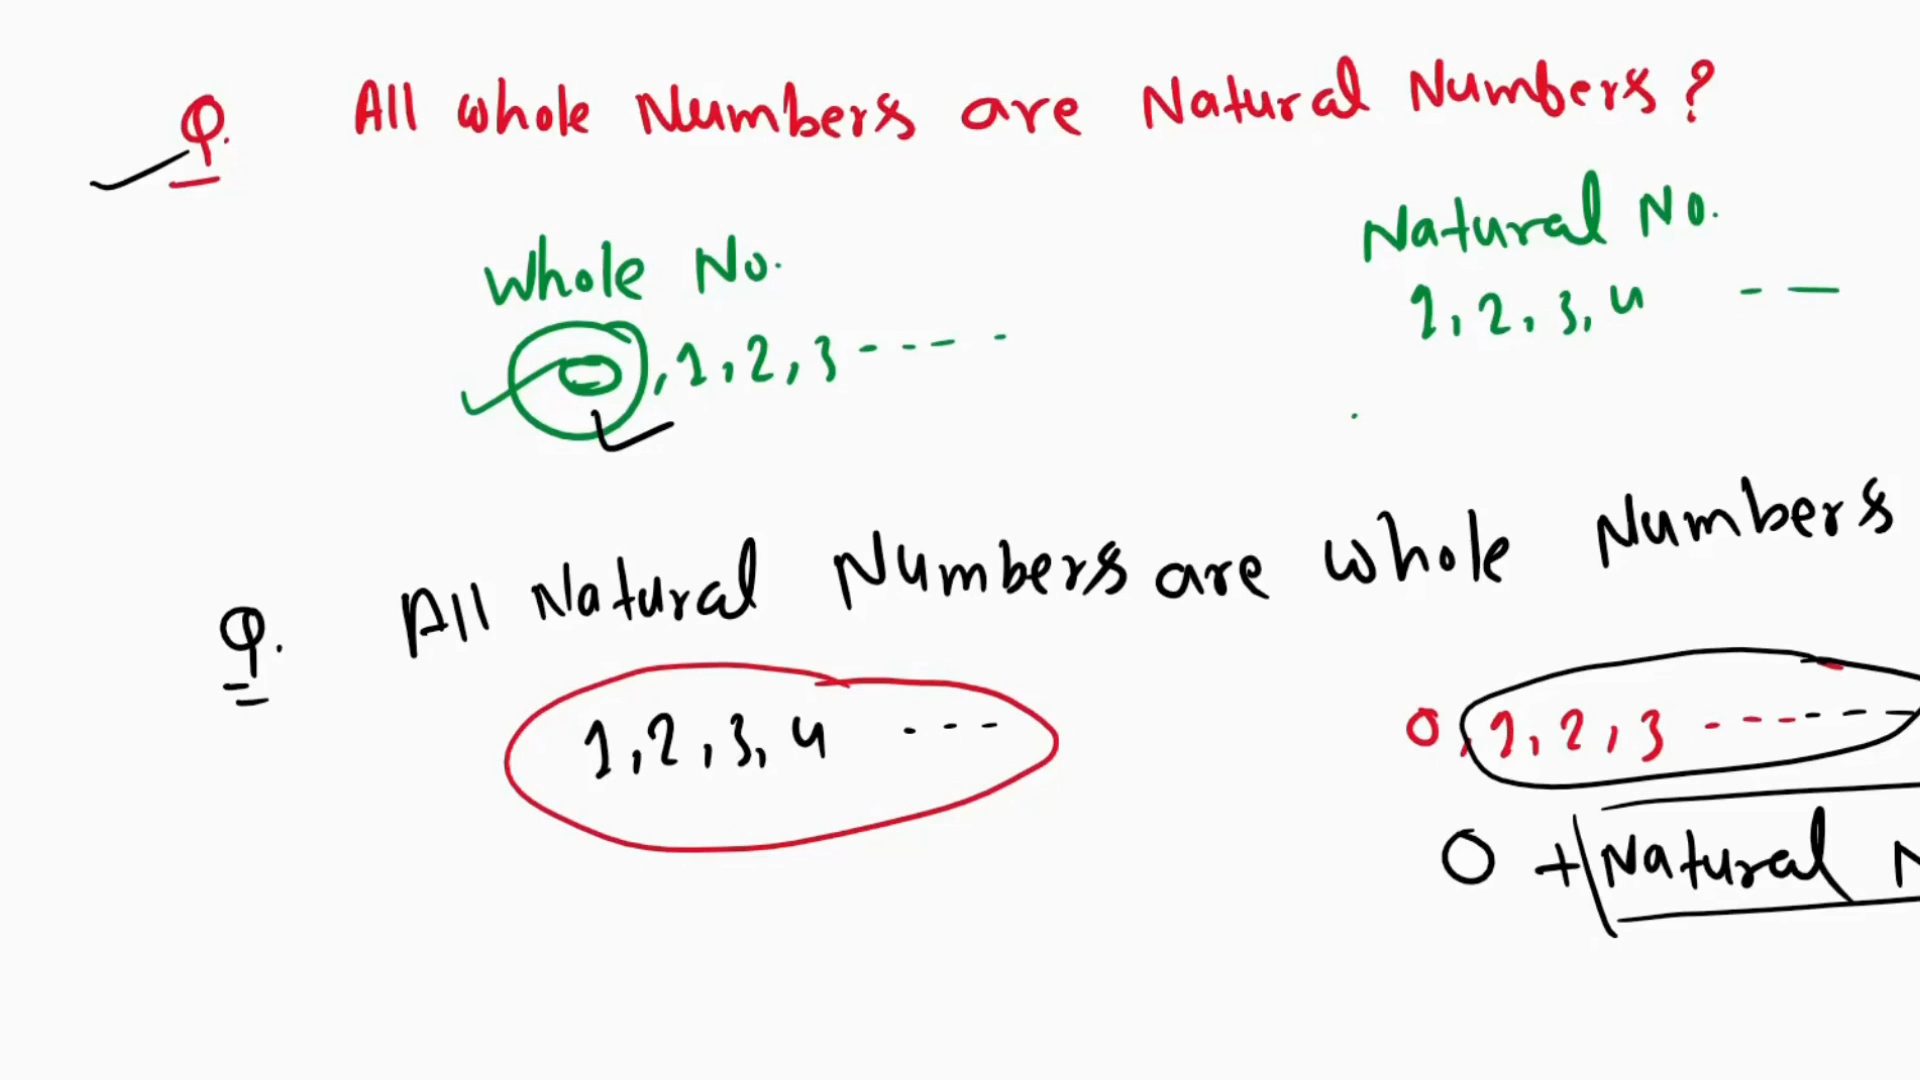 Q. All whole Numbers are Natural Numbers?
Whole No.
Natural No.
0, 1, 2, 3 -----
1, 2, 3, 4 --
Q. All Natural Numbers are whole Numbers
1, 2, 3, 4 ---
0, 1, 2, 3 ------
0 + Natural N